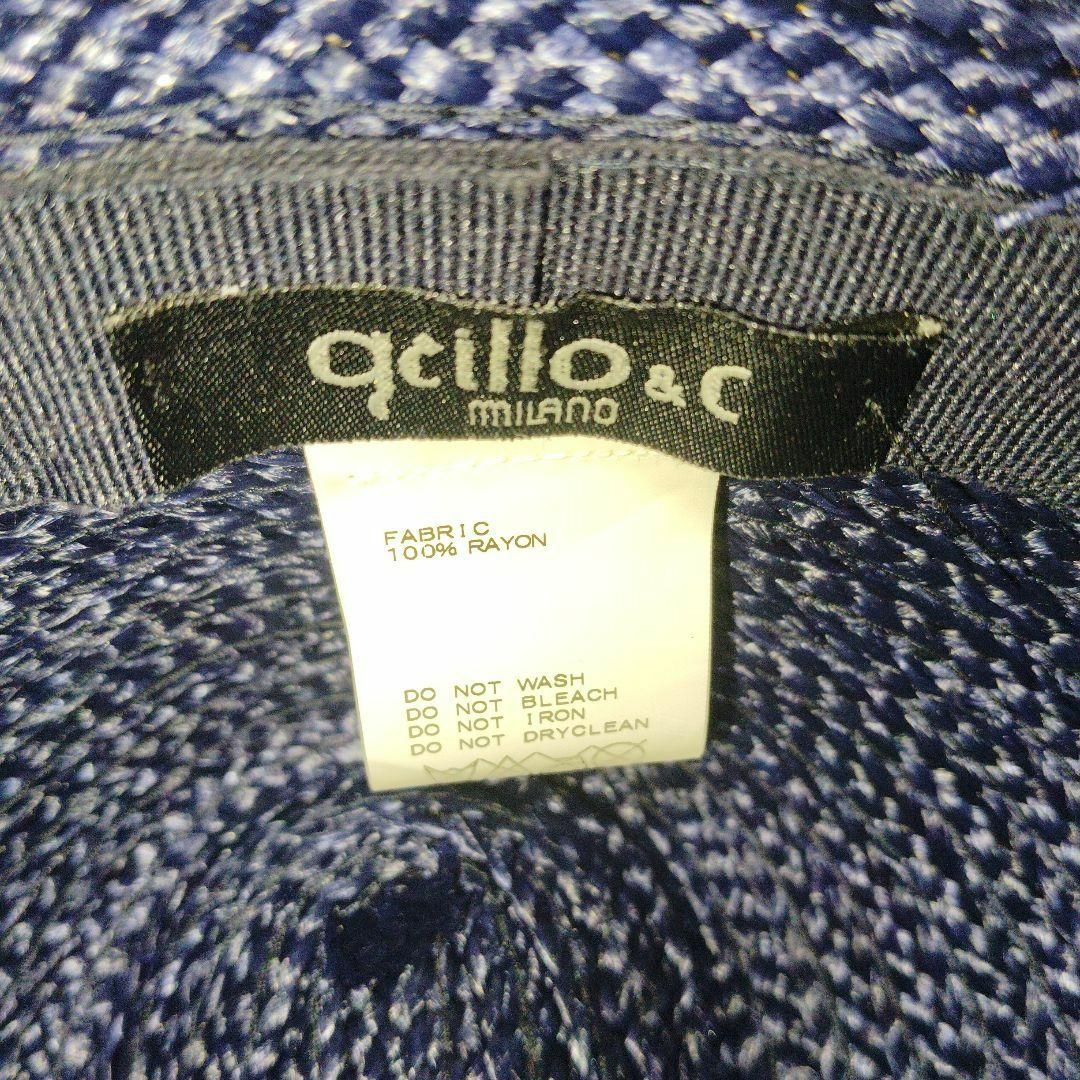 qcillo & C
MILANO
FABRIC
100% RAYON
DO NOT WASH
DO NOT BLEACH
DO NOT IRON
DO NOT DRYCLEAN